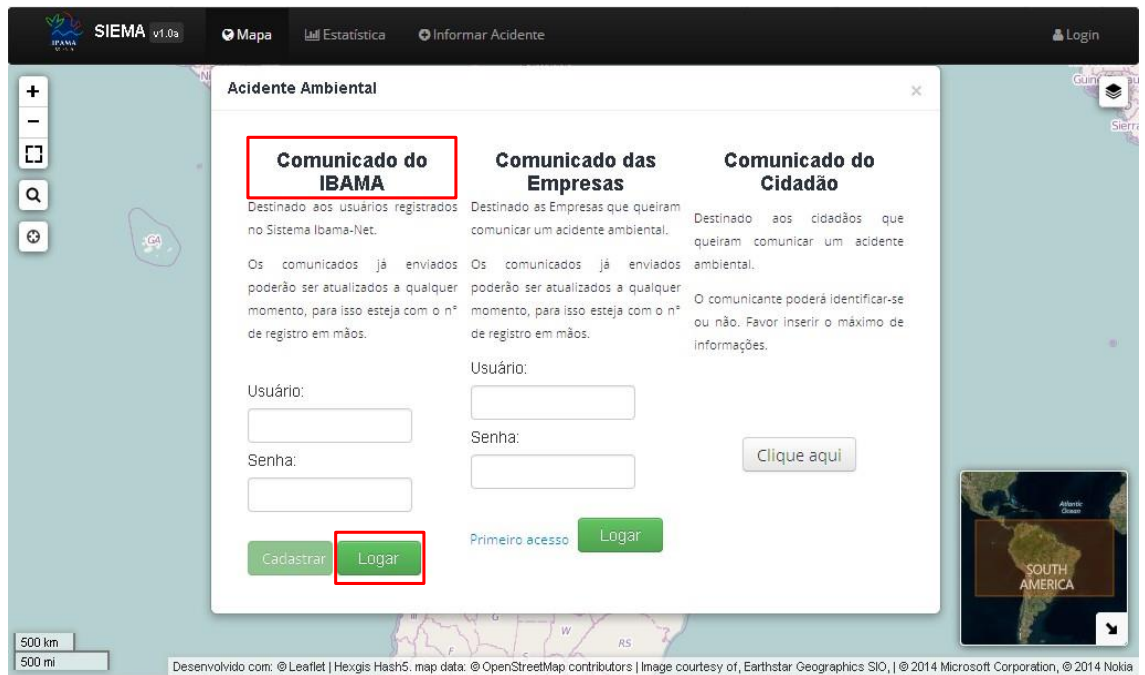 IBAMA
M M A
SIEMA v1.0a
Mapa
Estatística
Informar Acidente
Login
Acidente Ambiental
×
Comunicado do
IBAMA
Destinado aos usuários registrados
no Sistema Ibama-Net.
Os comunicados já enviados
poderão ser atualizados a qualquer
momento, para isso esteja com o n°
de registro em mãos.
Usuário:
Senha:
Cadastrar
Logar
Comunicado das
Empresas
Destinado as Empresas que queiram
comunicar um acidente ambiental.
Os comunicados já enviados
poderão ser atualizados a qualquer
momento, para isso esteja com o n°
de registro em mãos.
Usuário:
Senha:
Primeiro acesso
Logar
Comunicado do
Cidadão
Destinado aos cidadãos que
queiram comunicar um acidente
ambiental.
O comunicante poderá identificar-se
ou não. Favor inserir o máximo de
informações.
Clique aqui
+
−
GA
Atlantic
Ocean
SOUTH
AMERICA
W
RS
500 km
500 mi
Desenvolvido com: © Leaflet | Hexgis Hash5. map data: © OpenStreetMap contributors | Image courtesy of, Earthstar Geographics SIO, | © 2014 Microsoft Corporation, © 2014 Nokia